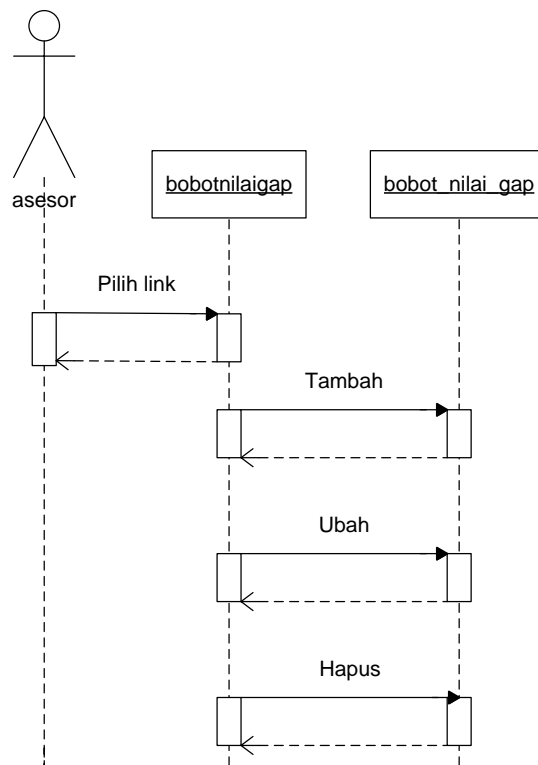 asesor
bobotnilaigap
bobot_nilai_gap
Pilih link
Tambah
Ubah
Hapus